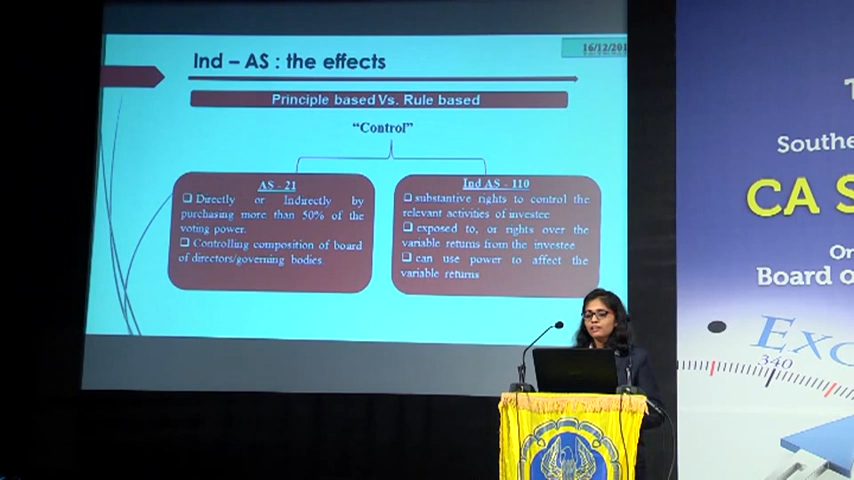 Ind – AS : the effects
16/12/201
Principle based Vs. Rule based
“Control”
AS – 21
❑ Directly or Indirectly by
purchasing more than 50% of the
voting power.
❑ Controlling composition of board
of directors/governing bodies
Ind AS - 110
❑ substantive rights to control the
relevant activities of investee
❑ exposed to, or rights over the
variable returns from the investee
❑ can use power to affect the
variable returns
T
Southe
CA S
Or
Board o
Exc
340